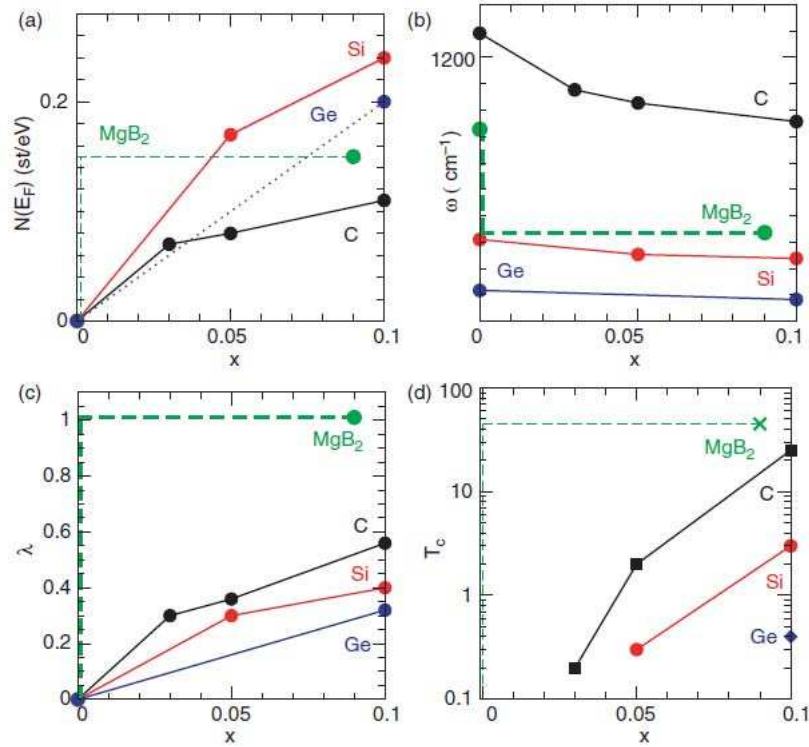 (a)
Si
0.2
Ge
MgB₂
N(E_F) (st/eV)
C
0
0 0.05 0.1
x
(b)
1200
C
ω ( cm⁻¹)
MgB₂
Ge
Si
0 0.05 0.1
x
(c)
1
MgB₂
0.8
C
0.6
λ
Si
0.4
0.2
Ge
0
0 0.05 0.1
x
(d)
100
MgB₂
C
10
T_c
Si
1
Ge
0.1
0 0.05 0.1
x